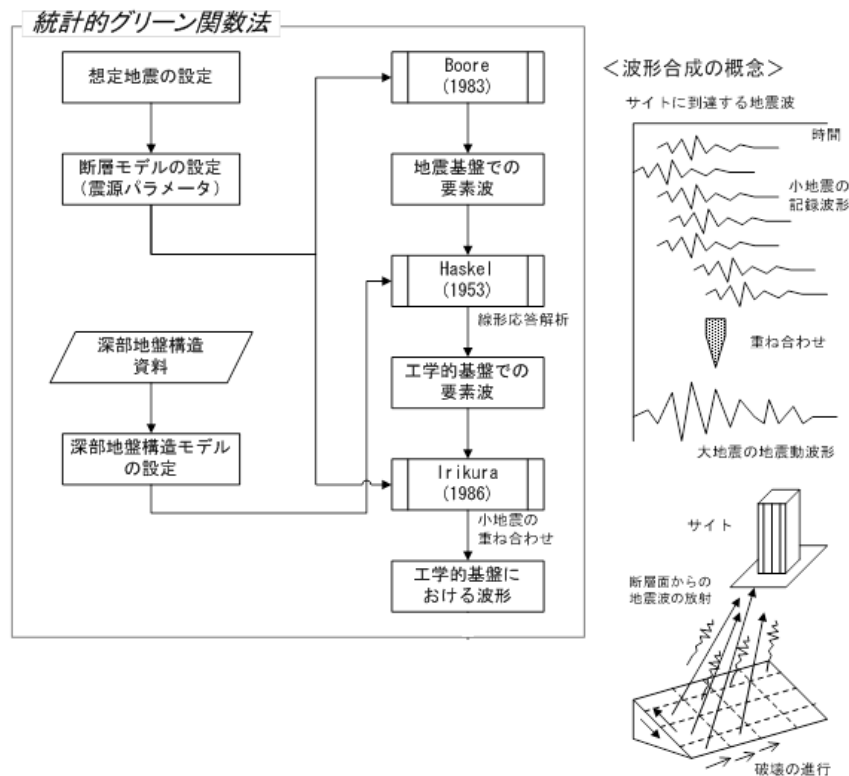 統計的グリーン関数法
想定地震の設定
断層モデルの設定
(震源パラメータ)
深部地盤構造
資料
深部地盤構造モデル
の設定
Boore
(1983)
地震基盤での
要素波
Haskel
(1953)
線形応答解析
工学的基盤での
要素波
Irikura
(1986)
小地震の
重ね合わせ
工学的基盤に
おける波形
＜波形合成の概念＞
サイトに到達する地震波
時間
小地震の
記録波形
重ね合わせ
大地震の地震動波形
サイト
断層面からの
地震波の放射
破壊の進行